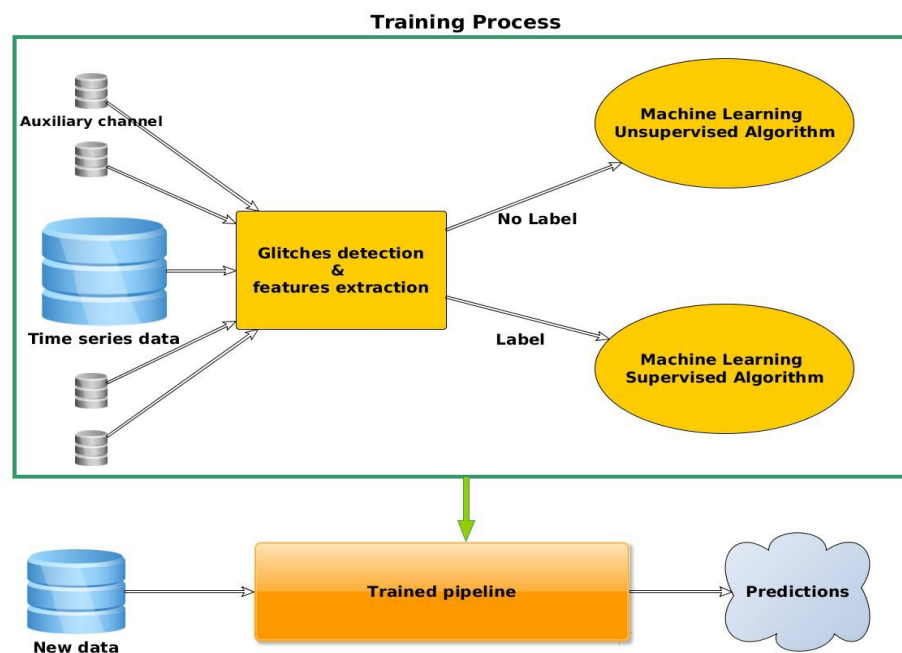 Training Process
Auxiliary channel
Machine Learning
Unsupervised Algorithm
No Label
Glitches detection
&
features extraction
Time series data
Label
Machine Learning
Supervised Algorithm
Trained pipeline
Predictions
New data